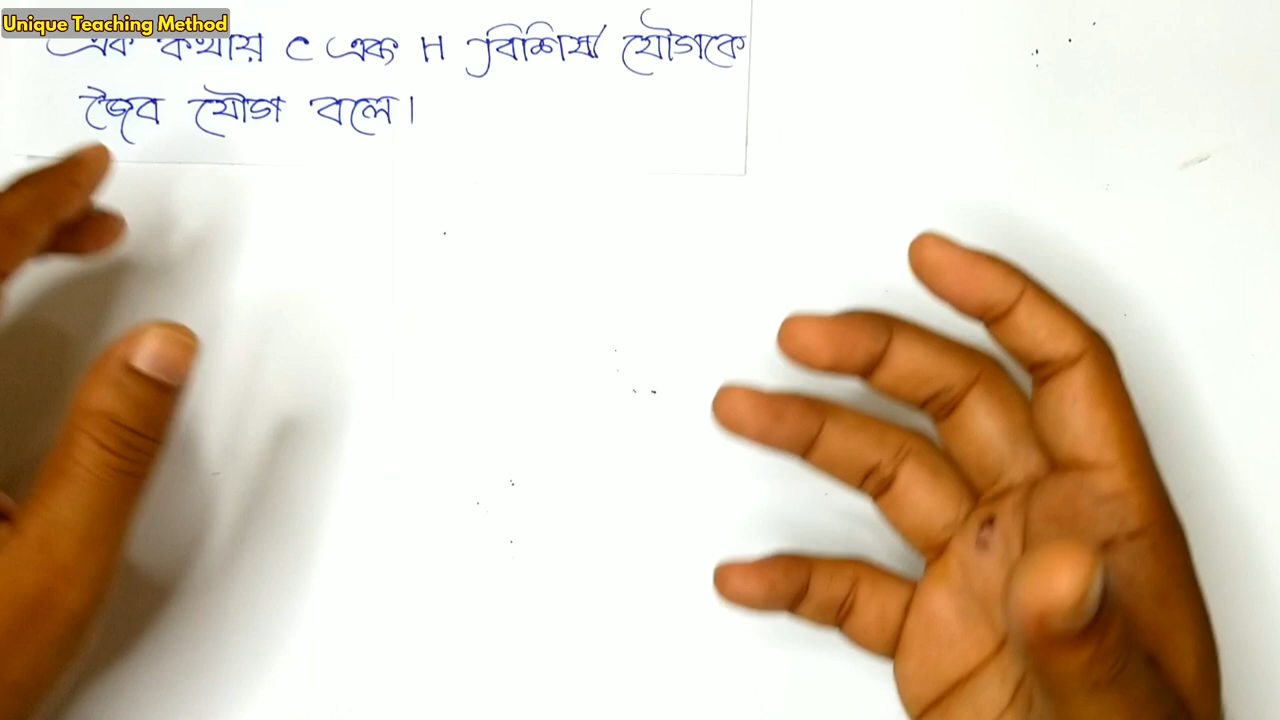 Unique Teaching Method
এক কথায় C এবং H বিশিষ্ট যৌগকে
জৈব যৌগ বলে।